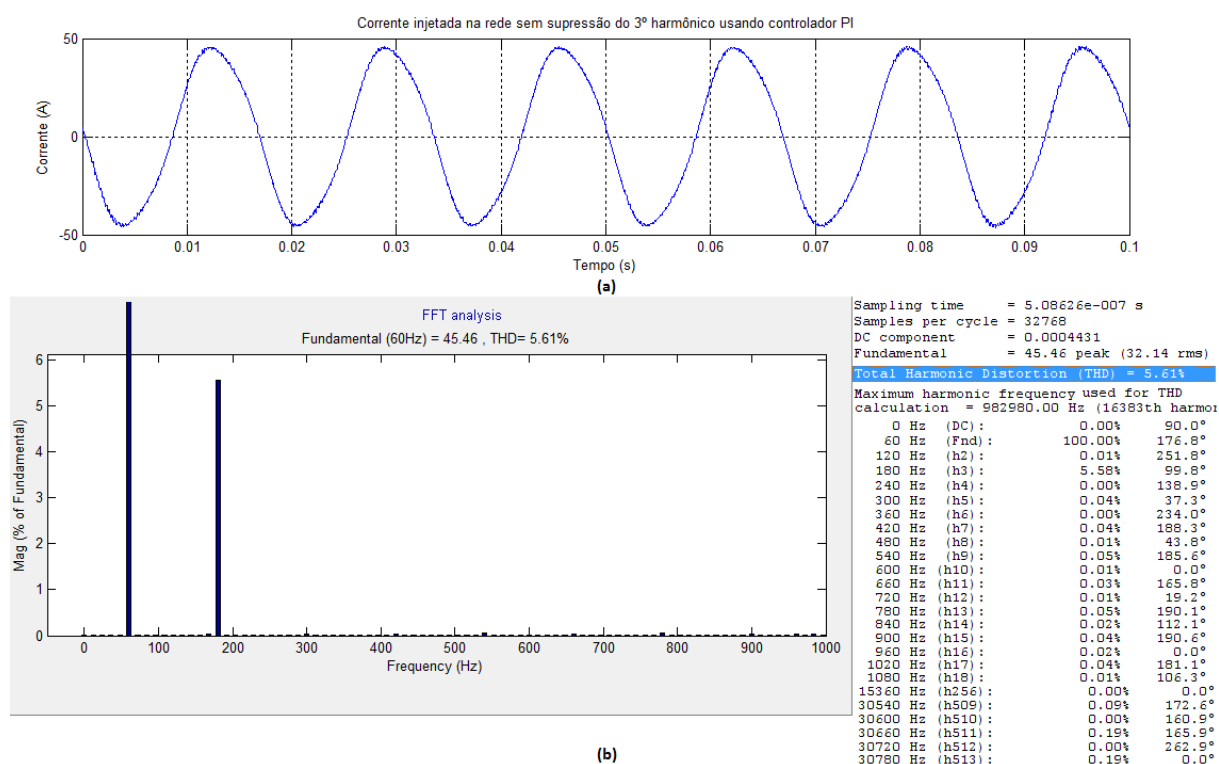 Corrente injetada na rede sem supressão do 3º harmônico usando controlador PI
50
0
-50
Corrente (A)
0 0.01 0.02 0.03 0.04 0.05 0.06 0.07 0.08 0.09 0.1
Tempo (s)
(a)
FFT analysis
Fundamental (60Hz) = 45.46 , THD= 5.61%
6
5
4
3
2
1
0
Mag (% of Fundamental)
0 100 200 300 400 500 600 700 800 900 1000
Frequency (Hz)
Sampling time = 5.08626e-007 s
Samples per cycle = 32768
DC component = 0.0004431
Fundamental = 45.46 peak (32.14 rms)
Total Harmonic Distortion (THD) = 5.61%
Maximum harmonic frequency used for THD
calculation = 982980.00 Hz (16383th harmon
0 Hz (DC): 0.00% 90.0°
60 Hz (Fnd): 100.00% 176.8°
120 Hz (h2): 0.01% 251.8°
180 Hz (h3): 5.58% 99.8°
240 Hz (h4): 0.00% 138.9°
300 Hz (h5): 0.04% 37.3°
360 Hz (h6): 0.00% 234.0°
420 Hz (h7): 0.04% 188.3°
480 Hz (h8): 0.01% 43.8°
540 Hz (h9): 0.05% 185.6°
600 Hz (h10): 0.01% 0.0°
660 Hz (h11): 0.03% 165.8°
720 Hz (h12): 0.01% 19.2°
780 Hz (h13): 0.05% 190.1°
840 Hz (h14): 0.02% 112.1°
900 Hz (h15): 0.04% 190.6°
960 Hz (h16): 0.02% 0.0°
1020 Hz (h17): 0.04% 181.1°
1080 Hz (h18): 0.01% 106.3°
15360 Hz (h256): 0.00% 0.0°
30540 Hz (h509): 0.09% 172.6°
30600 Hz (h510): 0.00% 160.9°
30660 Hz (h511): 0.19% 165.9°
30720 Hz (h512): 0.00% 262.9°
30780 Hz (h513): 0.19% 0.0°
(b)